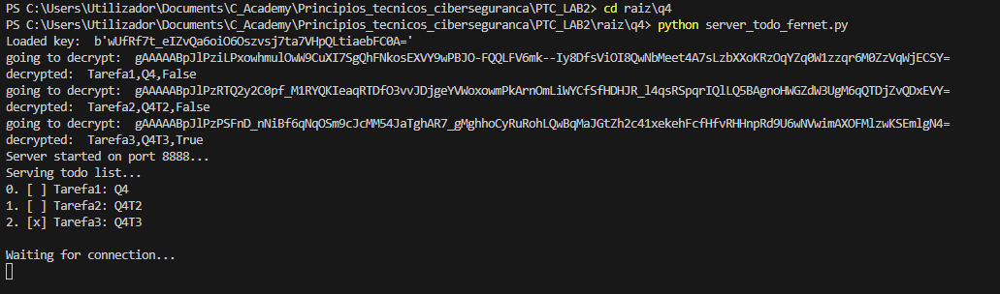 PS C:\Users\Utilizador\Documents\C_Academy\Principios_tecnicos_ciberseguranca\PTC_LAB2> cd raiz\q4
PS C:\Users\Utilizador\Documents\C_Academy\Principios_tecnicos_ciberseguranca\PTC_LAB2\raiz\q4> python server_todo_fernet.py
Loaded key:  b'wUfRf7t_eIZvQa6oiO6Oszvsj7ta7VHpQLtiaebFC0A='
going to decrypt:  gAAAAABpJlPziLPxowhmulOwW9CuXI7SgQhFNkosEXVY9wPBJO-FQQLFV6mk--Iy8DfsViOI8QwNbMeet4A7sLzbXXoKRzOqYZq0W1zzqr6M0ZzVqWjECSY=
decrypted:  Tarefa1,Q4,False
going to decrypt:  gAAAAABpJlPzRTQ2y2C0pf_M1RYQKIeaqRTDfO3vvJDjgeYVWoxowmPkArnOmLiWYCfSfHDHJR_l4qsRSpqrIQlLQ5BAgnoHWGZdW3UgM6qQTDjZvQDxEVY=
decrypted:  Tarefa2,Q4T2,False
going to decrypt:  gAAAAABpJlPzPSFnD_nNiBf6qNqOSm9cJcMM54JaTghAR7_gMghhoCyRuRohLQwBqMaJGtZh2c41xekehFcfHfvRHHnpRd9U6wNVwimAXOFMlzwKSEmlgN4=
decrypted:  Tarefa3,Q4T3,True
Server started on port 8888...
Serving todo list...
0. [ ] Tarefa1: Q4
1. [ ] Tarefa2: Q4T2
2. [x] Tarefa3: Q4T3
Waiting for connection...